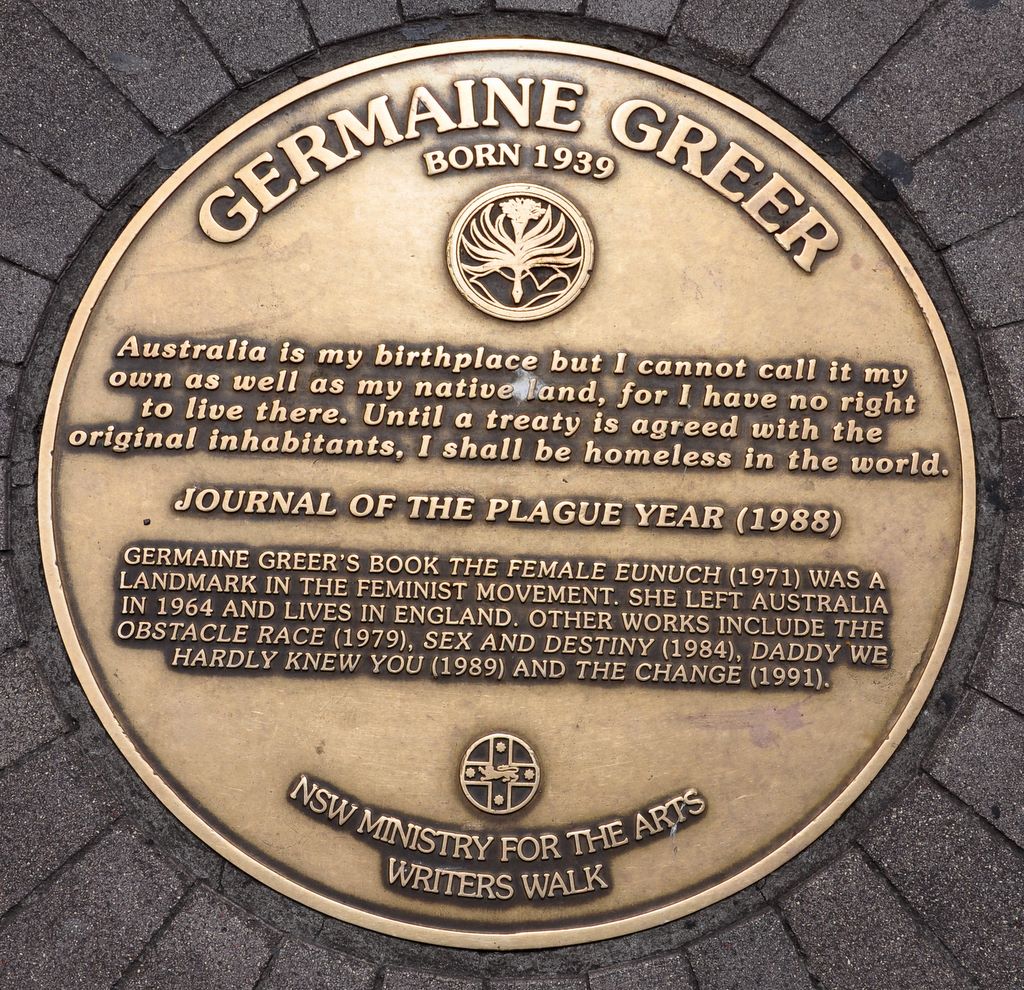 GERMAINE GREER
BORN 1939
Australia is my birthplace but I cannot call it my
own as well as my native land, for I have no right
to live there. Until a treaty is agreed with the
original inhabitants, I shall be homeless in the world.
JOURNAL OF THE PLAGUE YEAR (1988)
GERMAINE GREER'S BOOK THE FEMALE EUNUCH (1971) WAS A
LANDMARK IN THE FEMINIST MOVEMENT. SHE LEFT AUSTRALIA
IN 1964 AND LIVES IN ENGLAND. OTHER WORKS INCLUDE THE
OBSTACLE RACE (1979), SEX AND DESTINY (1984), DADDY WE
HARDLY KNEW YOU (1989) AND THE CHANGE (1991).
NSW MINISTRY FOR THE ARTS
WRITERS WALK